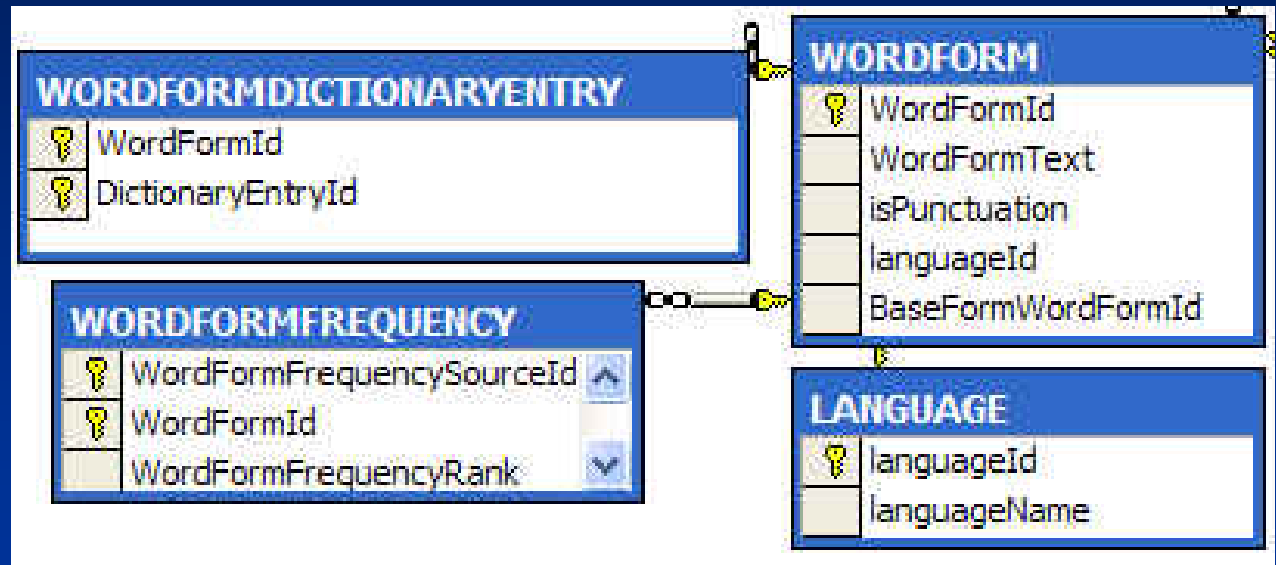 WORDFORMDICTIONARYENTRY
WordFormId
DictionaryEntryId
WORDFORMFREQUENCY
WordFormFrequencySourceId
WordFormId
WordFormFrequencyRank
WORDFORM
WordFormId
WordFormText
isPunctuation
languageId
BaseFormWordFormId
LANGUAGE
languageId
languageName